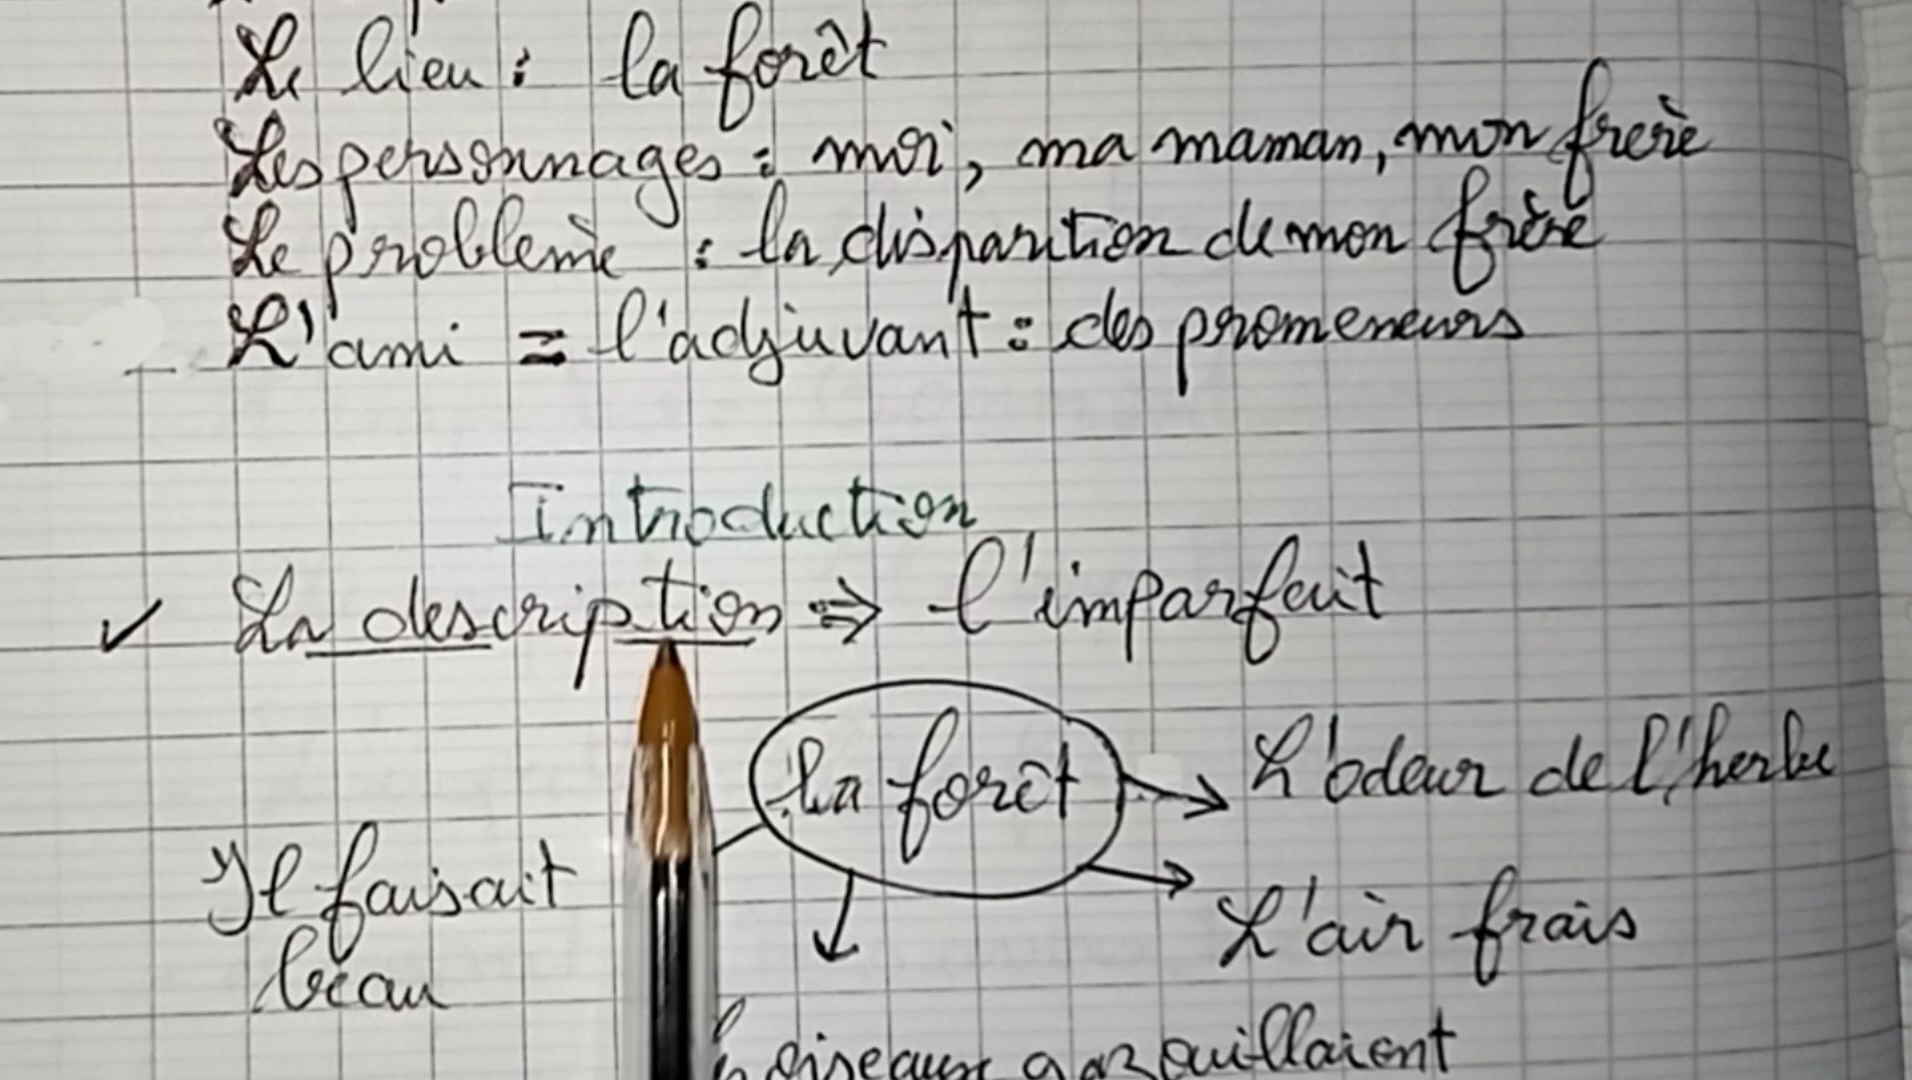 Le lieu : la forêt
Les personnages : moi, ma maman, mon frère
Le problème : la disparition de mon frère
L'ami = l'adjuvant : des promeneurs
Introduction
✓ La description ⇒ l'imparfait
la forêt
L'odeur de l'herbe
Il faisait
beau
L'air frais
oiseaux gazouillaient